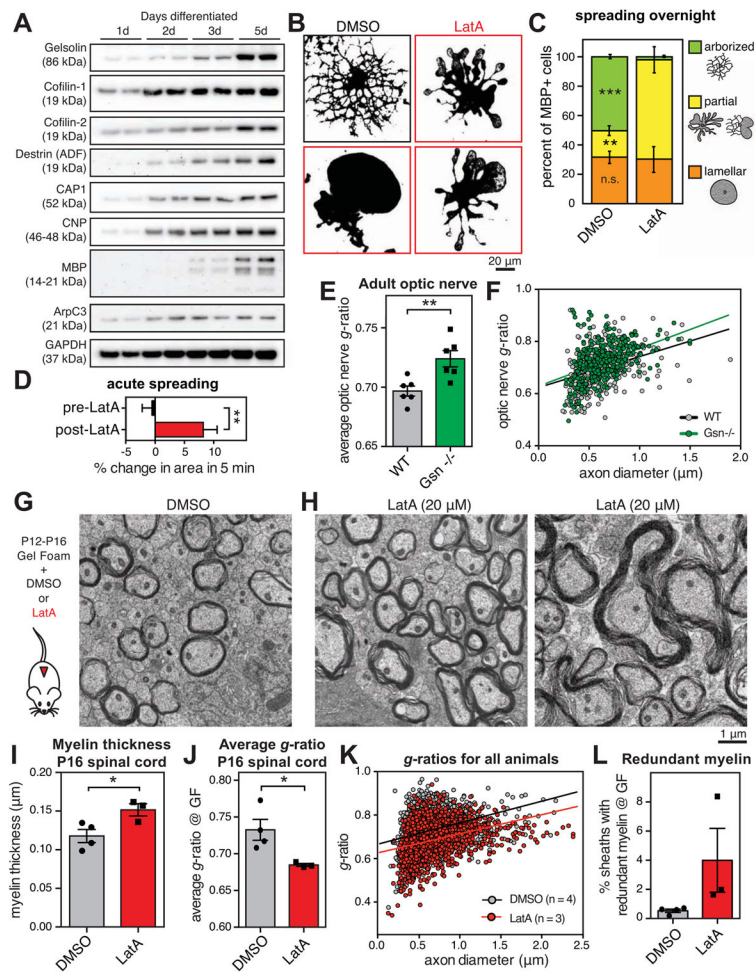 A
Days differentiated
1d 2d 3d 5d
Gelsolin
(86 kDa)
Cofilin-1
(19 kDa)
Cofilin-2
(19 kDa)
Destrin (ADF)
(19 kDa)
CAP1
(52 kDa)
CNP
(46-48 kDa)
MBP
(14-21 kDa)
ArpC3
(21 kDa)
GAPDH
(37 kDa)
B
DMSO LatA
20 μm
C
spreading overnight
percent of MBP+ cells
100
80
60
40
20
0
***
**
n.s.
DMSO
LatA
arborized
partial
lamellar
D
acute spreading
pre-LatA
post-LatA
**
-5 0 5 10
% change in area in 5 min
E
Adult optic nerve
average optic nerve g-ratio
**
0.75
0.70
0.65
WT
Gsn -/-
F
optic nerve g-ratio
1.0
0.8
0.6
0.4
WT
Gsn-/-
0.0 0.5 1.0 1.5 2.0
axon diameter (μm)
G
DMSO
P12-P16
Gel Foam
+
DMSO
or
LatA
H
LatA (20 μM) LatA (20 μM)
1 μm
I
Myelin thickness
P16 spinal cord
myelin thickness (μm)
*
0.20
0.15
0.10
0.05
0.00
DMSO
LatA
J
Average g-ratio
P16 spinal cord
average g-ratio @ GF
*
0.80
0.75
0.70
0.65
0.60
DMSO
LatA
K
g-ratios for all animals
g-ratio
1.0
0.8
0.6
0.4
DMSO (n = 4)
LatA (n = 3)
0.0 0.5 1.0 1.5 2.0 2.5
axon diameter (μm)
L
Redundant myelin
% sheaths with
redundant myelin @ GF
10
8
6
4
2
0
DMSO
LatA